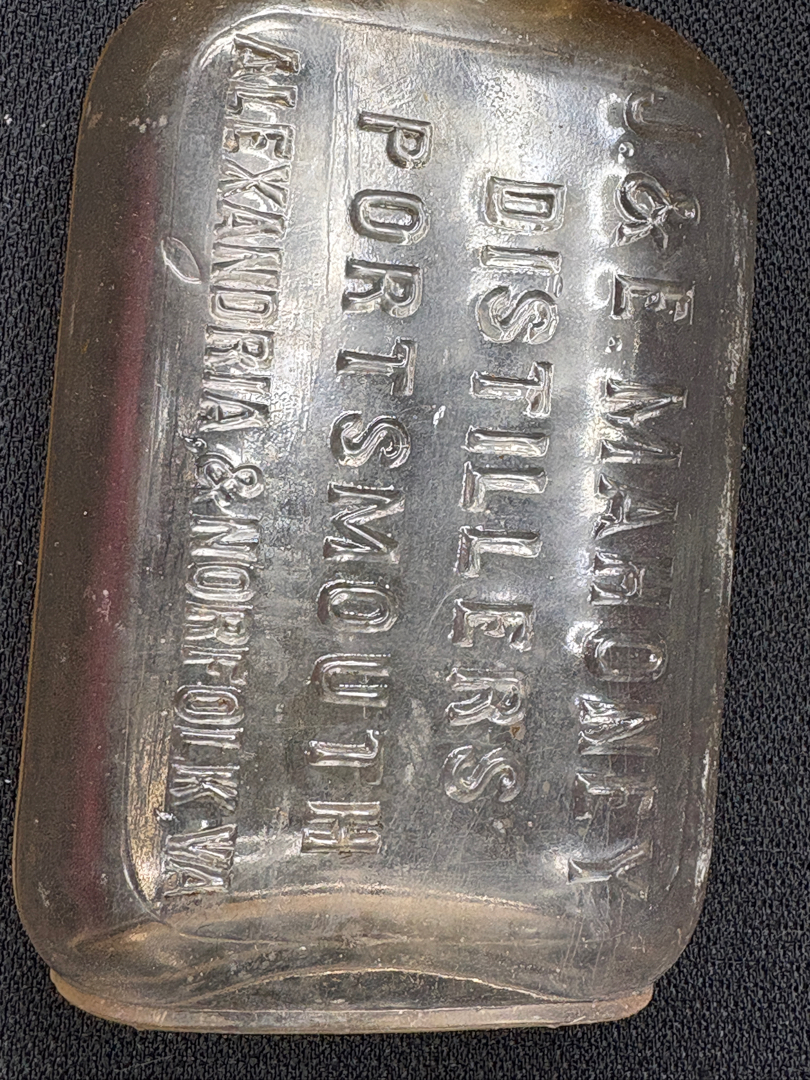 J. & E. MAHONEY
DISTILLERS
PORTSMOUTH
ALEXANDRIA, & NORFOLK VA